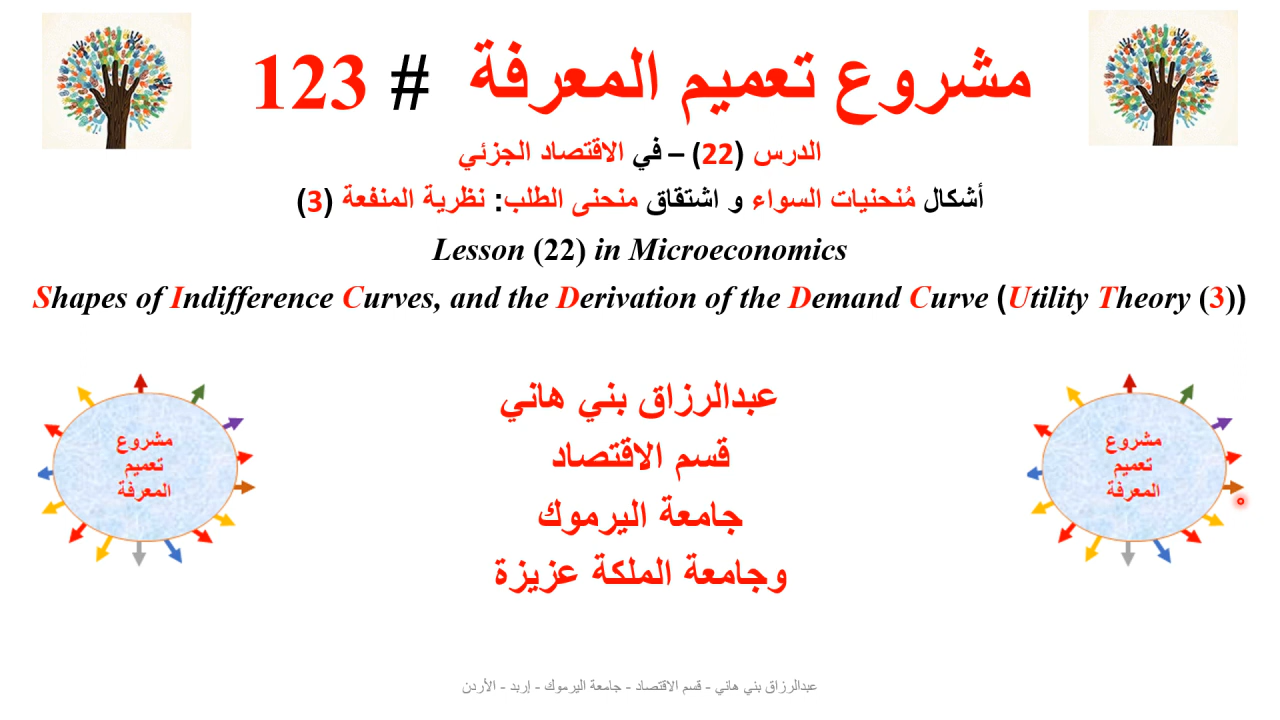 مشروع تعميم المعرفة # 123
الدرس (22) – في الاقتصاد الجزئي
أشكال مُنحنيات السواء و اشتقاق منحنى الطلب: نظرية المنفعة (3)
Lesson (22) in Microeconomics
Shapes of Indifference Curves, and the Derivation of the Demand Curve (Utility Theory (3))
مشروع
تعميم
المعرفة
عبدالرزاق بني هاني
قسم الاقتصاد
جامعة اليرموك
وجامعة الملكة عزيزة
مشروع
تعميم
المعرفة
عبدالرزاق بني هاني - قسم الاقتصاد - جامعة اليرموك - إربد - الأردن